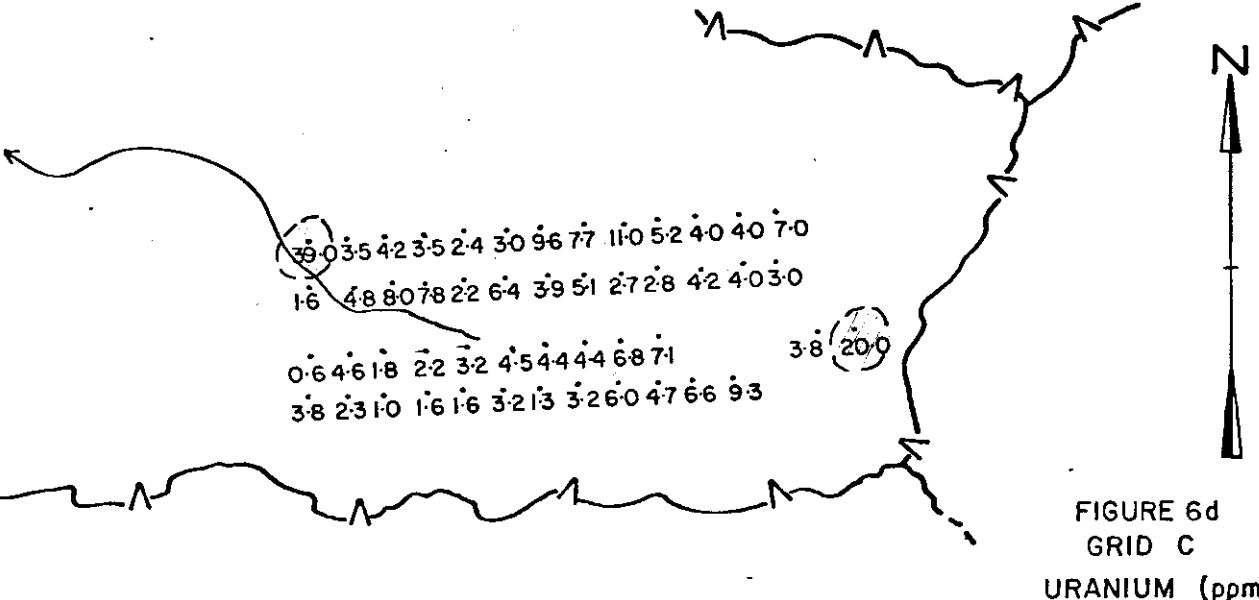 N
39·0 3·5 4·2 3·5 2·4 3·0 9·6 7·7 11·0 5·2 4·0 4·0 7·0
1·6 4·8 8·0 7·8 2·2 6·4 3·9 5·1 2·7 2·8 4·2 4·0 3·0
0·6 4·6 1·8 2·2 3·2 4·5 4·4 4·4 6·8 7·1 3·8 20·0
3·8 2·3 1·0 1·6 1·6 3·2 1·3 3·2 6·0 4·7 6·6 9·3
FIGURE 6d
GRID C
URANIUM (ppm